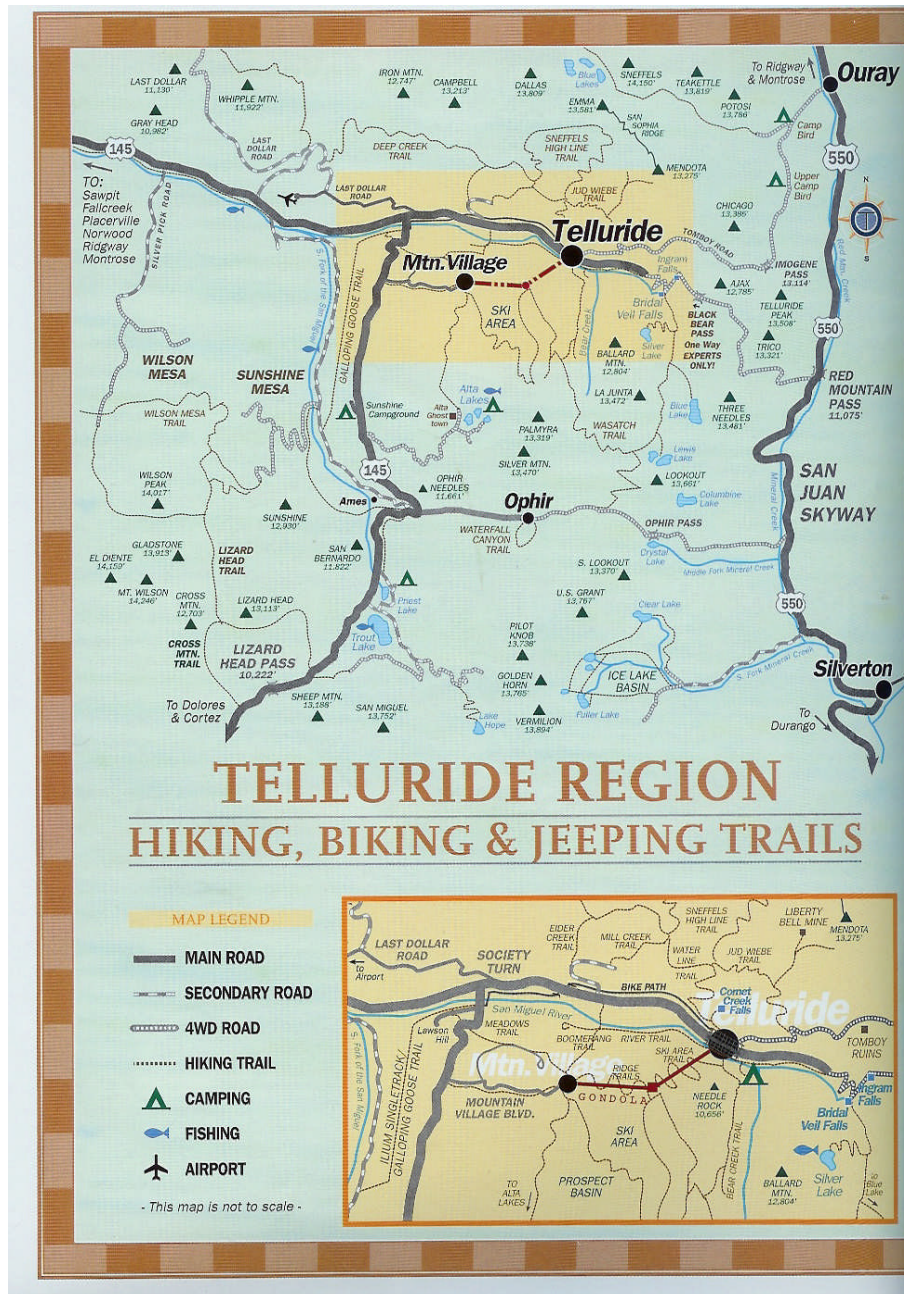 LAST DOLLAR
11,130'
GRAY HEAD
10,982'
WHIPPLE MTN.
11,922'
IRON MTN.
12,747'
CAMPBELL
13,213'
DALLAS
13,809'
Blue
Lakes
EMMA
13,581'
SNEFFELS
14,150'
TEAKETTLE
13,819'
POTOSI
13,786'
To Ridgway
& Montrose
Ouray
SAN
SOPHIA
RIDGE
Camp
Bird
Upper
Camp
Bird
550
N
S
145
TO:
Sawpit
Fallcreek
Placerville
Norwood
Ridgway
Montrose
LAST
DOLLAR
ROAD
DEEP CREEK
TRAIL
SNEFFELS
HIGH LINE
TRAIL
MENDOTA
13,275'
JUD WIEBE
TRAIL
LAST DOLLAR
ROAD
SILVER PICK ROAD
S. Fork of the San Miguel
GALLOPING GOOSE TRAIL
CHICAGO
13,385'
Telluride
Mtn. Village
TOMBOY ROAD
Ingram
Falls
Bridal
Veil Falls
IMOGENE
PASS
13,114'
AJAX
12,785'
TELLURIDE
PEAK
13,508'
TRICO
13,321'
Red Mtn. Creek
SKI
AREA
Bear Creek
BALLARD
MTN.
12,804'
Silver
Lake
BLACK
BEAR
PASS
One Way
EXPERTS
ONLY!
550
RED
MOUNTAIN
PASS
11,075'
WILSON
MESA
SUNSHINE
MESA
WILSON MESA
TRAIL
Sunshine
Campground
Alta
Lakes
Alta
Ghost
town
LA JUNTA
13,472'
WASATCH
TRAIL
Blue
Lake
THREE
NEEDLES
13,481'
PALMYRA
13,319'
SILVER MTN.
13,470'
Lewis
Lake
LOOKOUT
13,661'
Columbine
Lake
SAN
JUAN
SKYWAY
Mineral Creek
WILSON
PEAK
14,017'
145
Ames
OPHIR
NEEDLES
11,661'
Ophir
SUNSHINE
12,930'
WATERFALL
CANYON
TRAIL
OPHIR PASS
Crystal
Lake
Middle Fork Mineral Creek
EL DIENTE
14,159'
GLADSTONE
13,913'
MT. WILSON
14,246'
LIZARD
HEAD
TRAIL
SAN
BERNARDO
11,822'
S. LOOKOUT
13,370'
U.S. GRANT
13,767'
CROSS
MTN.
12,703'
CROSS
MTN.
TRAIL
LIZARD HEAD
13,113'
LIZARD
HEAD PASS
10,222'
Priest
Lake
Trout
Lake
PILOT
KNOB
13,738'
Clear Lake
550
GOLDEN
HORN
13,765'
ICE LAKE
BASIN
S. Fork Mineral Creek
Silverton
To Dolores
& Cortez
SHEEP MTN.
13,188'
SAN MIGUEL
13,752'
Lake
Hope
VERMILION
13,894'
Fuller Lake
To
Durango
TELLURIDE REGION
HIKING, BIKING & JEEPING TRAILS
MAP LEGEND
MAIN ROAD
SECONDARY ROAD
4WD ROAD
HIKING TRAIL
CAMPING
FISHING
AIRPORT
- This map is not to scale -
LAST DOLLAR
ROAD
to
Airport
SOCIETY
TURN
EIDER
CREEK
TRAIL
MILL CREEK
TRAIL
SNEFFELS
HIGH LINE
TRAIL
WATER
LINE
TRAIL
JUD WIEBE
TRAIL
LIBERTY
BELL MINE
MENDOTA
13,275'
BIKE PATH
Comet
Creek
Falls
Telluride
San Miguel River
Lawson
Hill
MEADOWS
TRAIL
BOOMERANG
TRAIL
RIVER TRAIL
SKI AREA
TRAILS
TOMBOY
RUINS
Mtn. Village
RIDGE
TRAILS
GONDOLA
MOUNTAIN
VILLAGE BLVD.
S. Fork of the San Miguel
ILIUM SINGLETRACK/
GALLOPING GOOSE TRAIL
NEEDLE
ROCK
10,656'
Ingram
Falls
Bridal
Veil Falls
SKI
AREA
BEAR CREEK TRAIL
PROSPECT
BASIN
TO
ALTA
LAKES
BALLARD
MTN.
12,804'
Silver
Lake
to
Blue
Lake